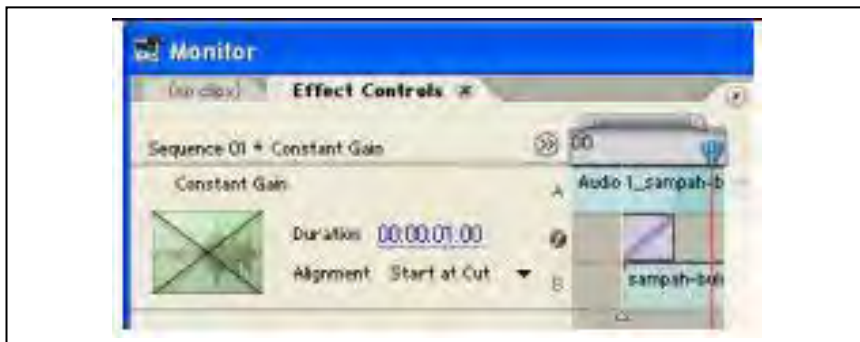 Monitor
(no clips) Effect Controls
Sequence 01 * Constant Gain
00
Constant Gain
A
Audio 1_sampah-b
Duration 00:00:01:00
Alignment Start at Cut
B
sampah-bul